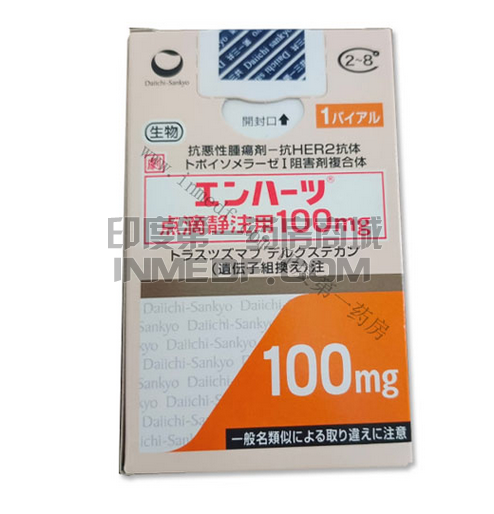 Daiichi-Sankyo
2~8°
開封口↑
1バイアル
生物
抗悪性腫瘍剤-抗HER2抗体
トポイソメラーゼI阻害剤複合体
劇
エンハーツ®
点滴静注用100mg
トラスツズマブ デルクステカン
(遺伝子組換え)注
印度第一药房商城
INMEDF.COM
Daiichi-Sankyo
100mg
一般名類似による取り違えに注意